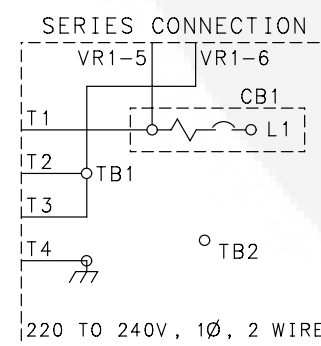 SERIES CONNECTION
VR1-5 VR1-6
CB1
T1 L1
T2 TB1
T3
T4 TB2
220 TO 240V, 1Ø, 2 WIRE